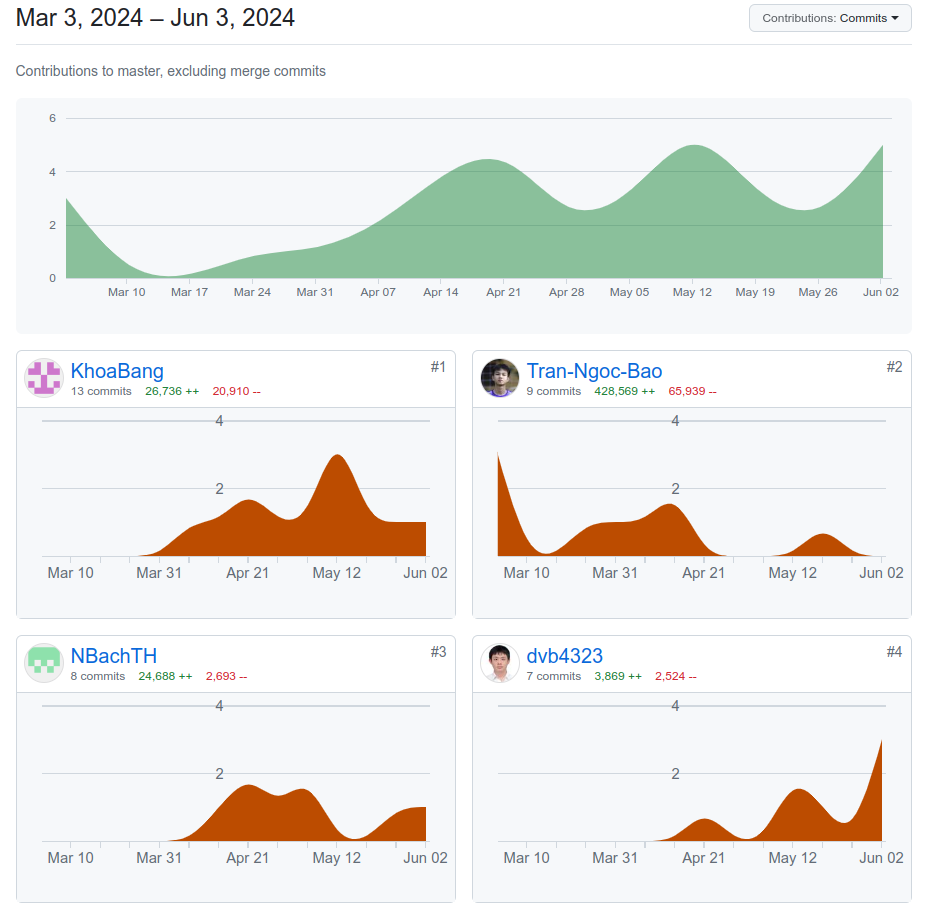 Mar 3, 2024 – Jun 3, 2024
Contributions: Commits
Contributions to master, excluding merge commits
6
4
2
0
Mar 10 Mar 17 Mar 24 Mar 31 Apr 07 Apr 14 Apr 21 Apr 28 May 05 May 12 May 19 May 26 Jun 02
KhoaBang #1
13 commits 26,736 ++ 20,910 --
4
2
Mar 10 Mar 31 Apr 21 May 12 Jun 02
Tran-Ngoc-Bao #2
9 commits 428,569 ++ 65,939 --
4
2
Mar 10 Mar 31 Apr 21 May 12 Jun 02
NBachTH #3
8 commits 24,688 ++ 2,693 --
4
2
Mar 10 Mar 31 Apr 21 May 12 Jun 02
dvb4323 #4
7 commits 3,869 ++ 2,524 --
4
2
Mar 10 Mar 31 Apr 21 May 12 Jun 02